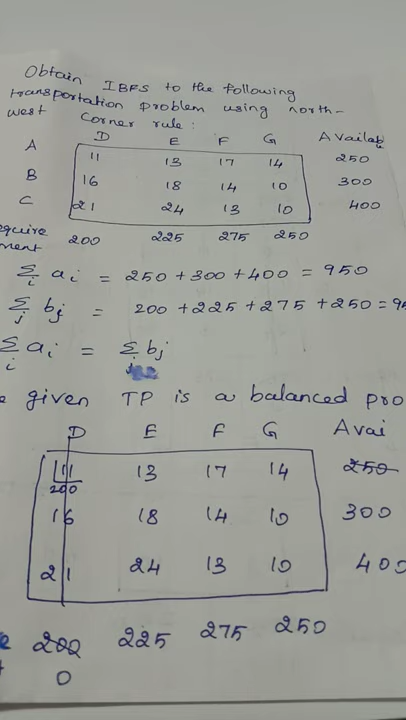 Obtain IBFS to the following
transportation problem using north-
west Corner rule:
D E F G Availab
A 11 13 17 14 250
B 16 18 14 10 300
C 21 24 13 10 400
equire
ment 200 225 275 250
Σ i ai = 250 + 300 + 400 = 950
Σ j bj = 200 + 225 + 275 + 250 = 95
Σ i ai = Σ bj
e given TP is a balanced pro
D E F G Avai
11 13 17 14 250
200
16 18 14 10 300
21 24 13 10 400
e 200 225 275 250
t 0